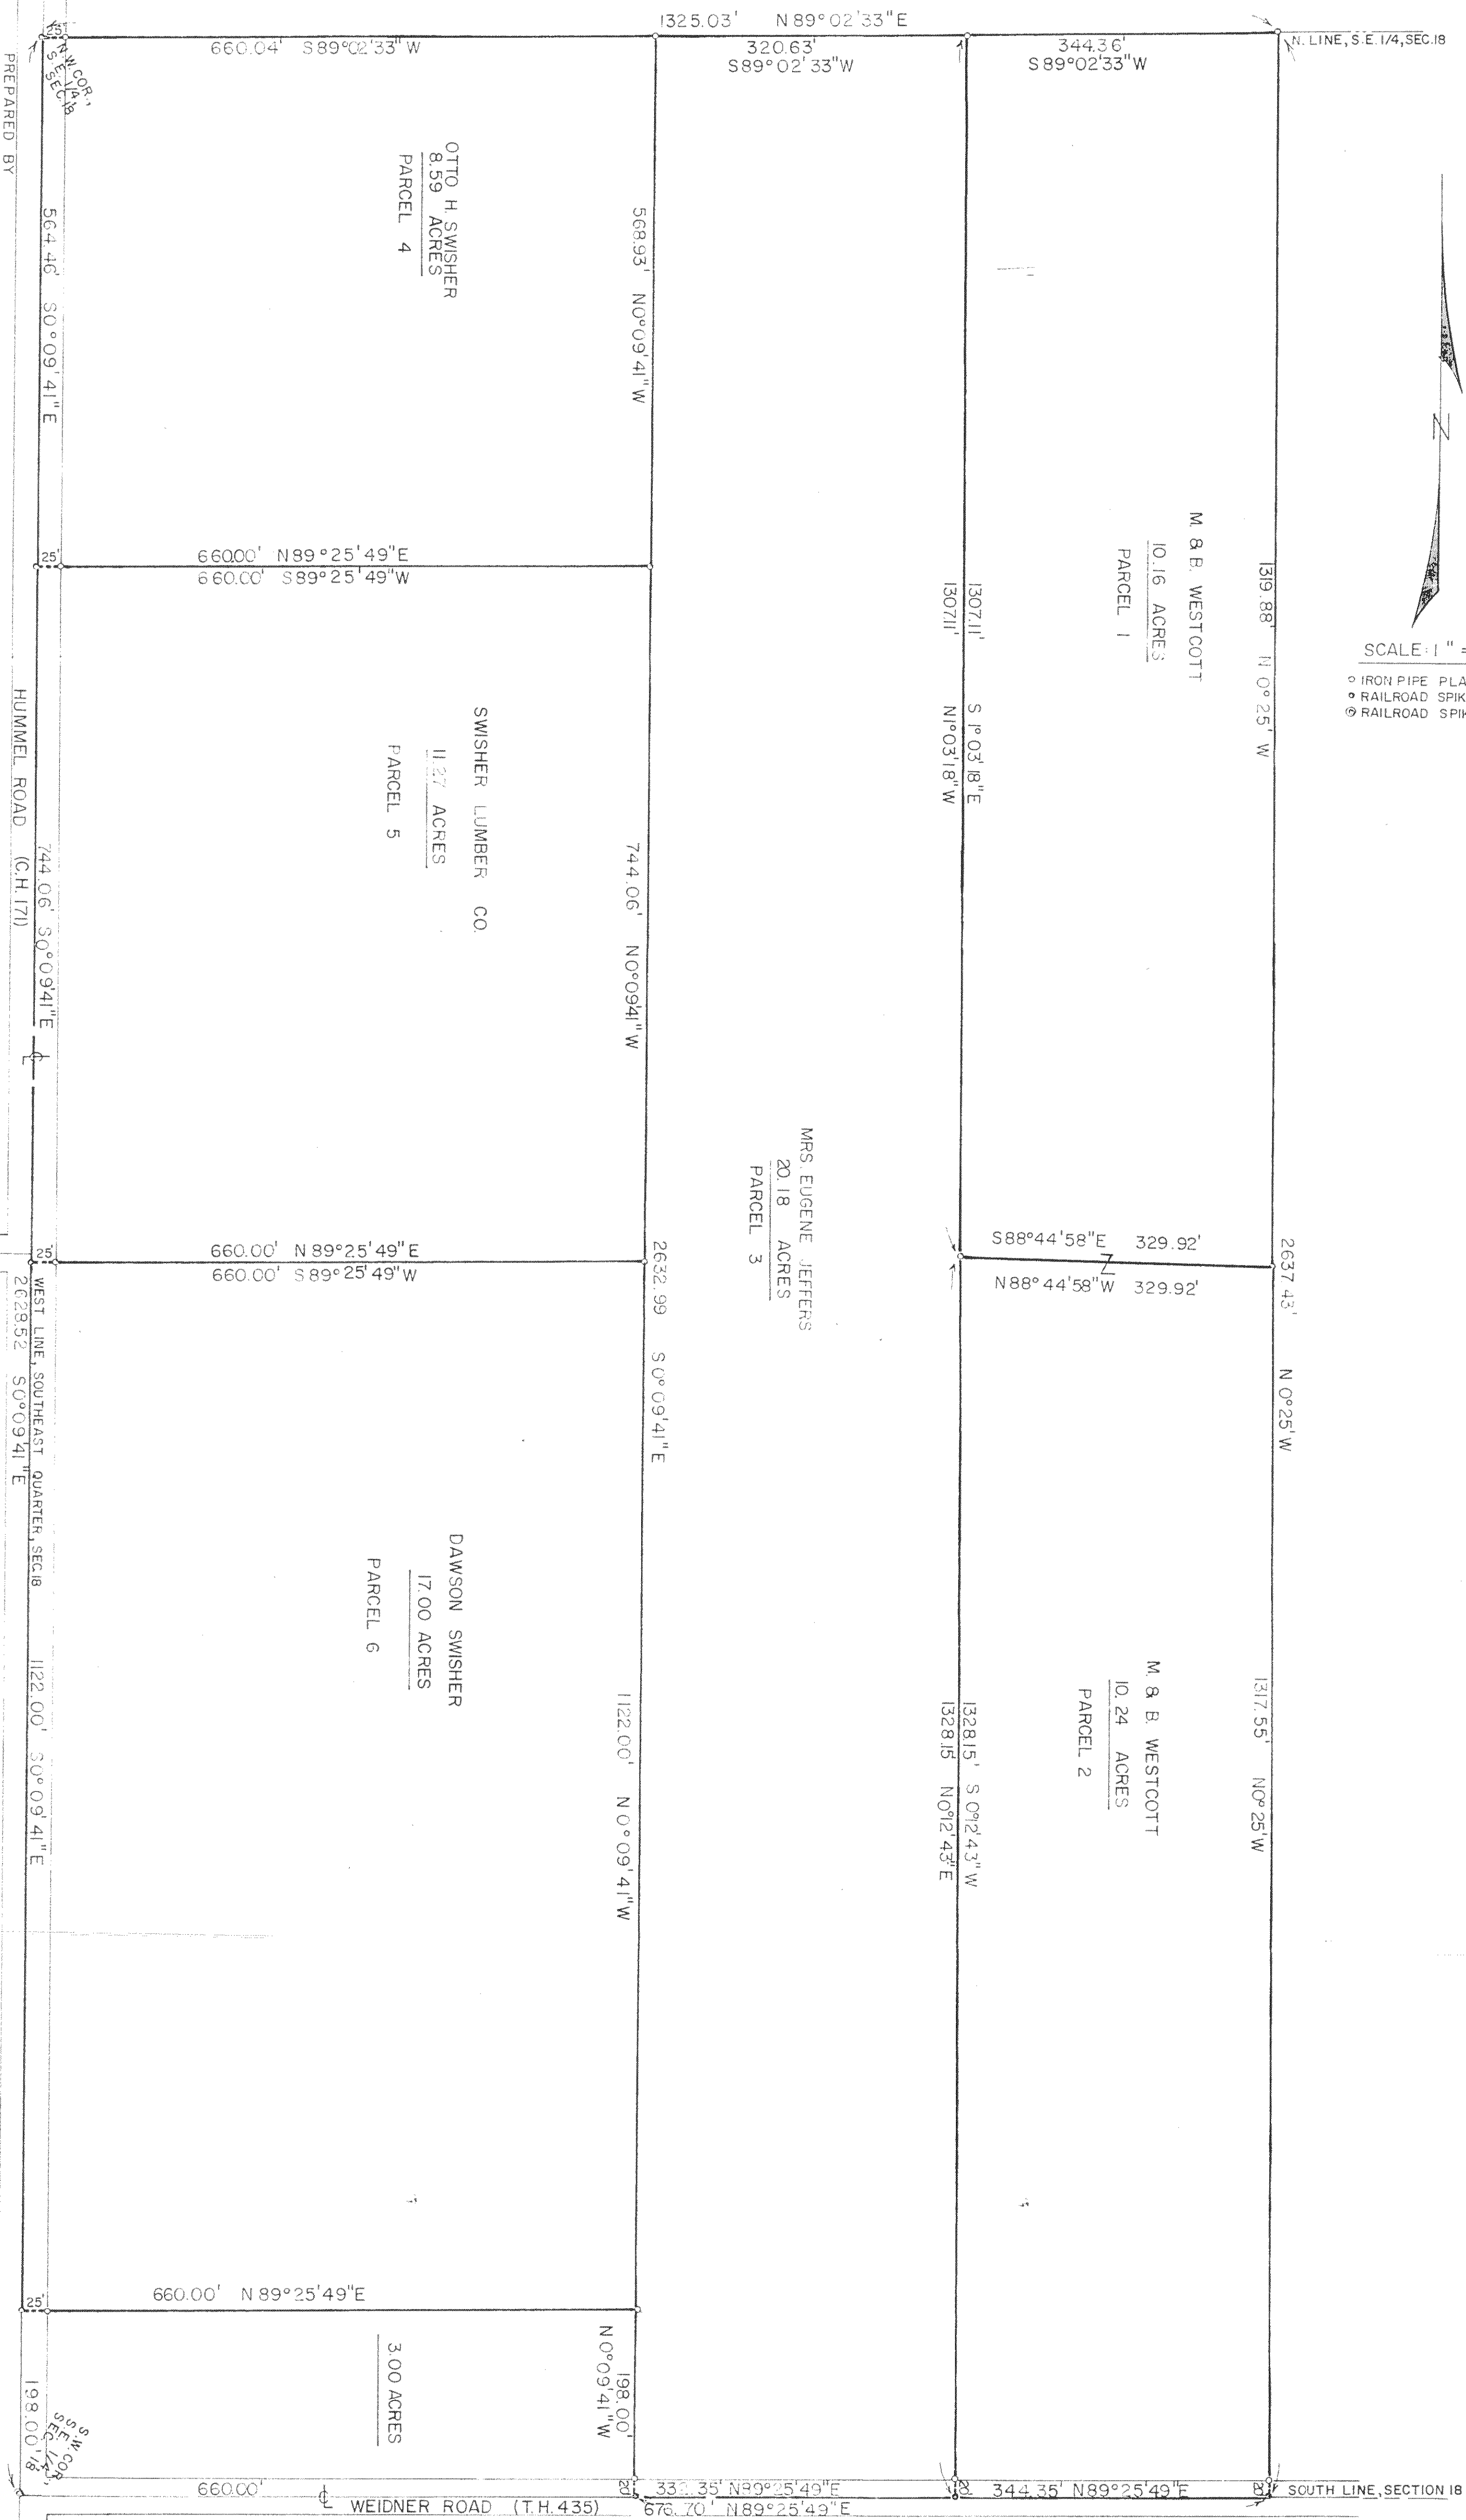 1325.03' N 89°02'33"E
660.04' S89°02'33"W
320.63'
S89°02'33"W
344.36'
S89°02'33"W
N. LINE, S.E. 1/4, SEC.18
25'
N.W. COR.,
S.E. 1/4,
SEC. 18
PREPARED BY
OTTO H. SWISHER
8.59 ACRES
PARCEL 4
564.46' S0°09'41"E
568.93' N0°09'41"W
M. & B. WESTCOTT
10.16 ACRES
PARCEL 1
1319.88' N 0°25' W
1307.11' S 1°03'18"E
1307.11' N1°03'18"W
N
SCALE: 1" =
IRON PIPE PLA
RAILROAD SPIK
RAILROAD SPIK
25'
660.00' N89°25'49"E
660.00' S89°25'49"W
SWISHER LUMBER CO.
11.27 ACRES
PARCEL 5
HUMMEL ROAD (C.H. 171)
744.06' S0°09'41"E
744.06' N0°09'41"W
MRS. EUGENE JEFFERS
20.18 ACRES
PARCEL 3
S88°44'58"E 329.92'
N88°44'58"W 329.92'
2637.43' N 0°25'W
25'
660.00' N 89°25'49"E
660.00' S89°25'49"W
2632.99 S0°09'41"E
WEST LINE, SOUTHEAST QUARTER, SEC.18
2628.52 S0°09'41"E
DAWSON SWISHER
17.00 ACRES
PARCEL 6
1122.00' S0°09'41"E
1122.00' N0°09'41"W
M. & B. WESTCOTT
10.24 ACRES
PARCEL 2
1317.55' N0°25'W
1328.15' S 0°12'43"W
1328.15' N0°12'43"E
25'
660.00' N89°25'49"E
3.00 ACRES
198.00'
N0°09'41"W
198.00'
S.W. COR.
S.E. 1/4,
SEC. 18
660.00'
WEIDNER ROAD (T.H. 435)
332.35' N89°25'49"E
676.70' N89°25'49"E
344.35' N89°25'49"E
SOUTH LINE, SECTION 18